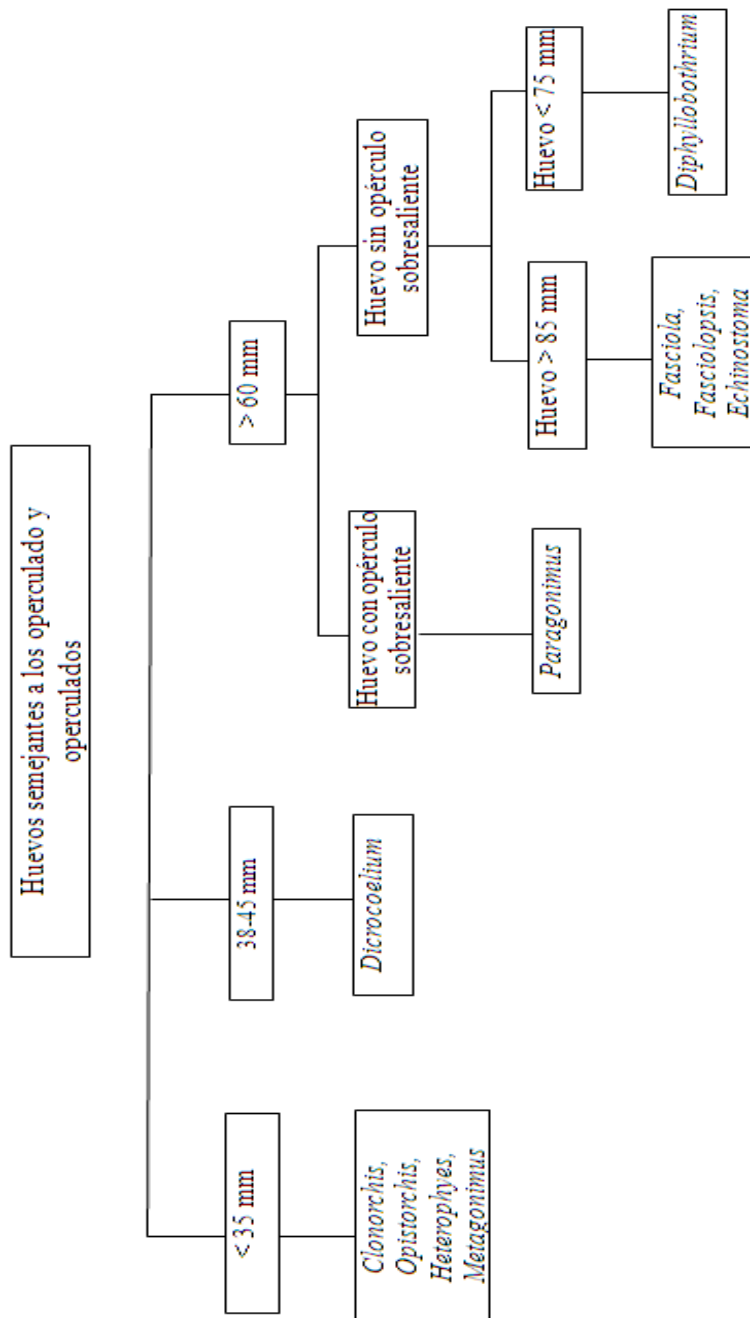 Huevos semejantes a los operculado y
operculados
< 35 mm
38-45 mm
> 60 mm
Clonorchis,
Opistorchis,
Heterophyes,
Metagonimus
Dicrocoelium
Huevo con opérculo
sobresaliente
Huevo sin opérculo
sobresaliente
Paragonimus
Huevo > 85 mm
Huevo < 75 mm
Fasciola,
Fasciolopsis,
Echinostoma
Diphyllobothrium